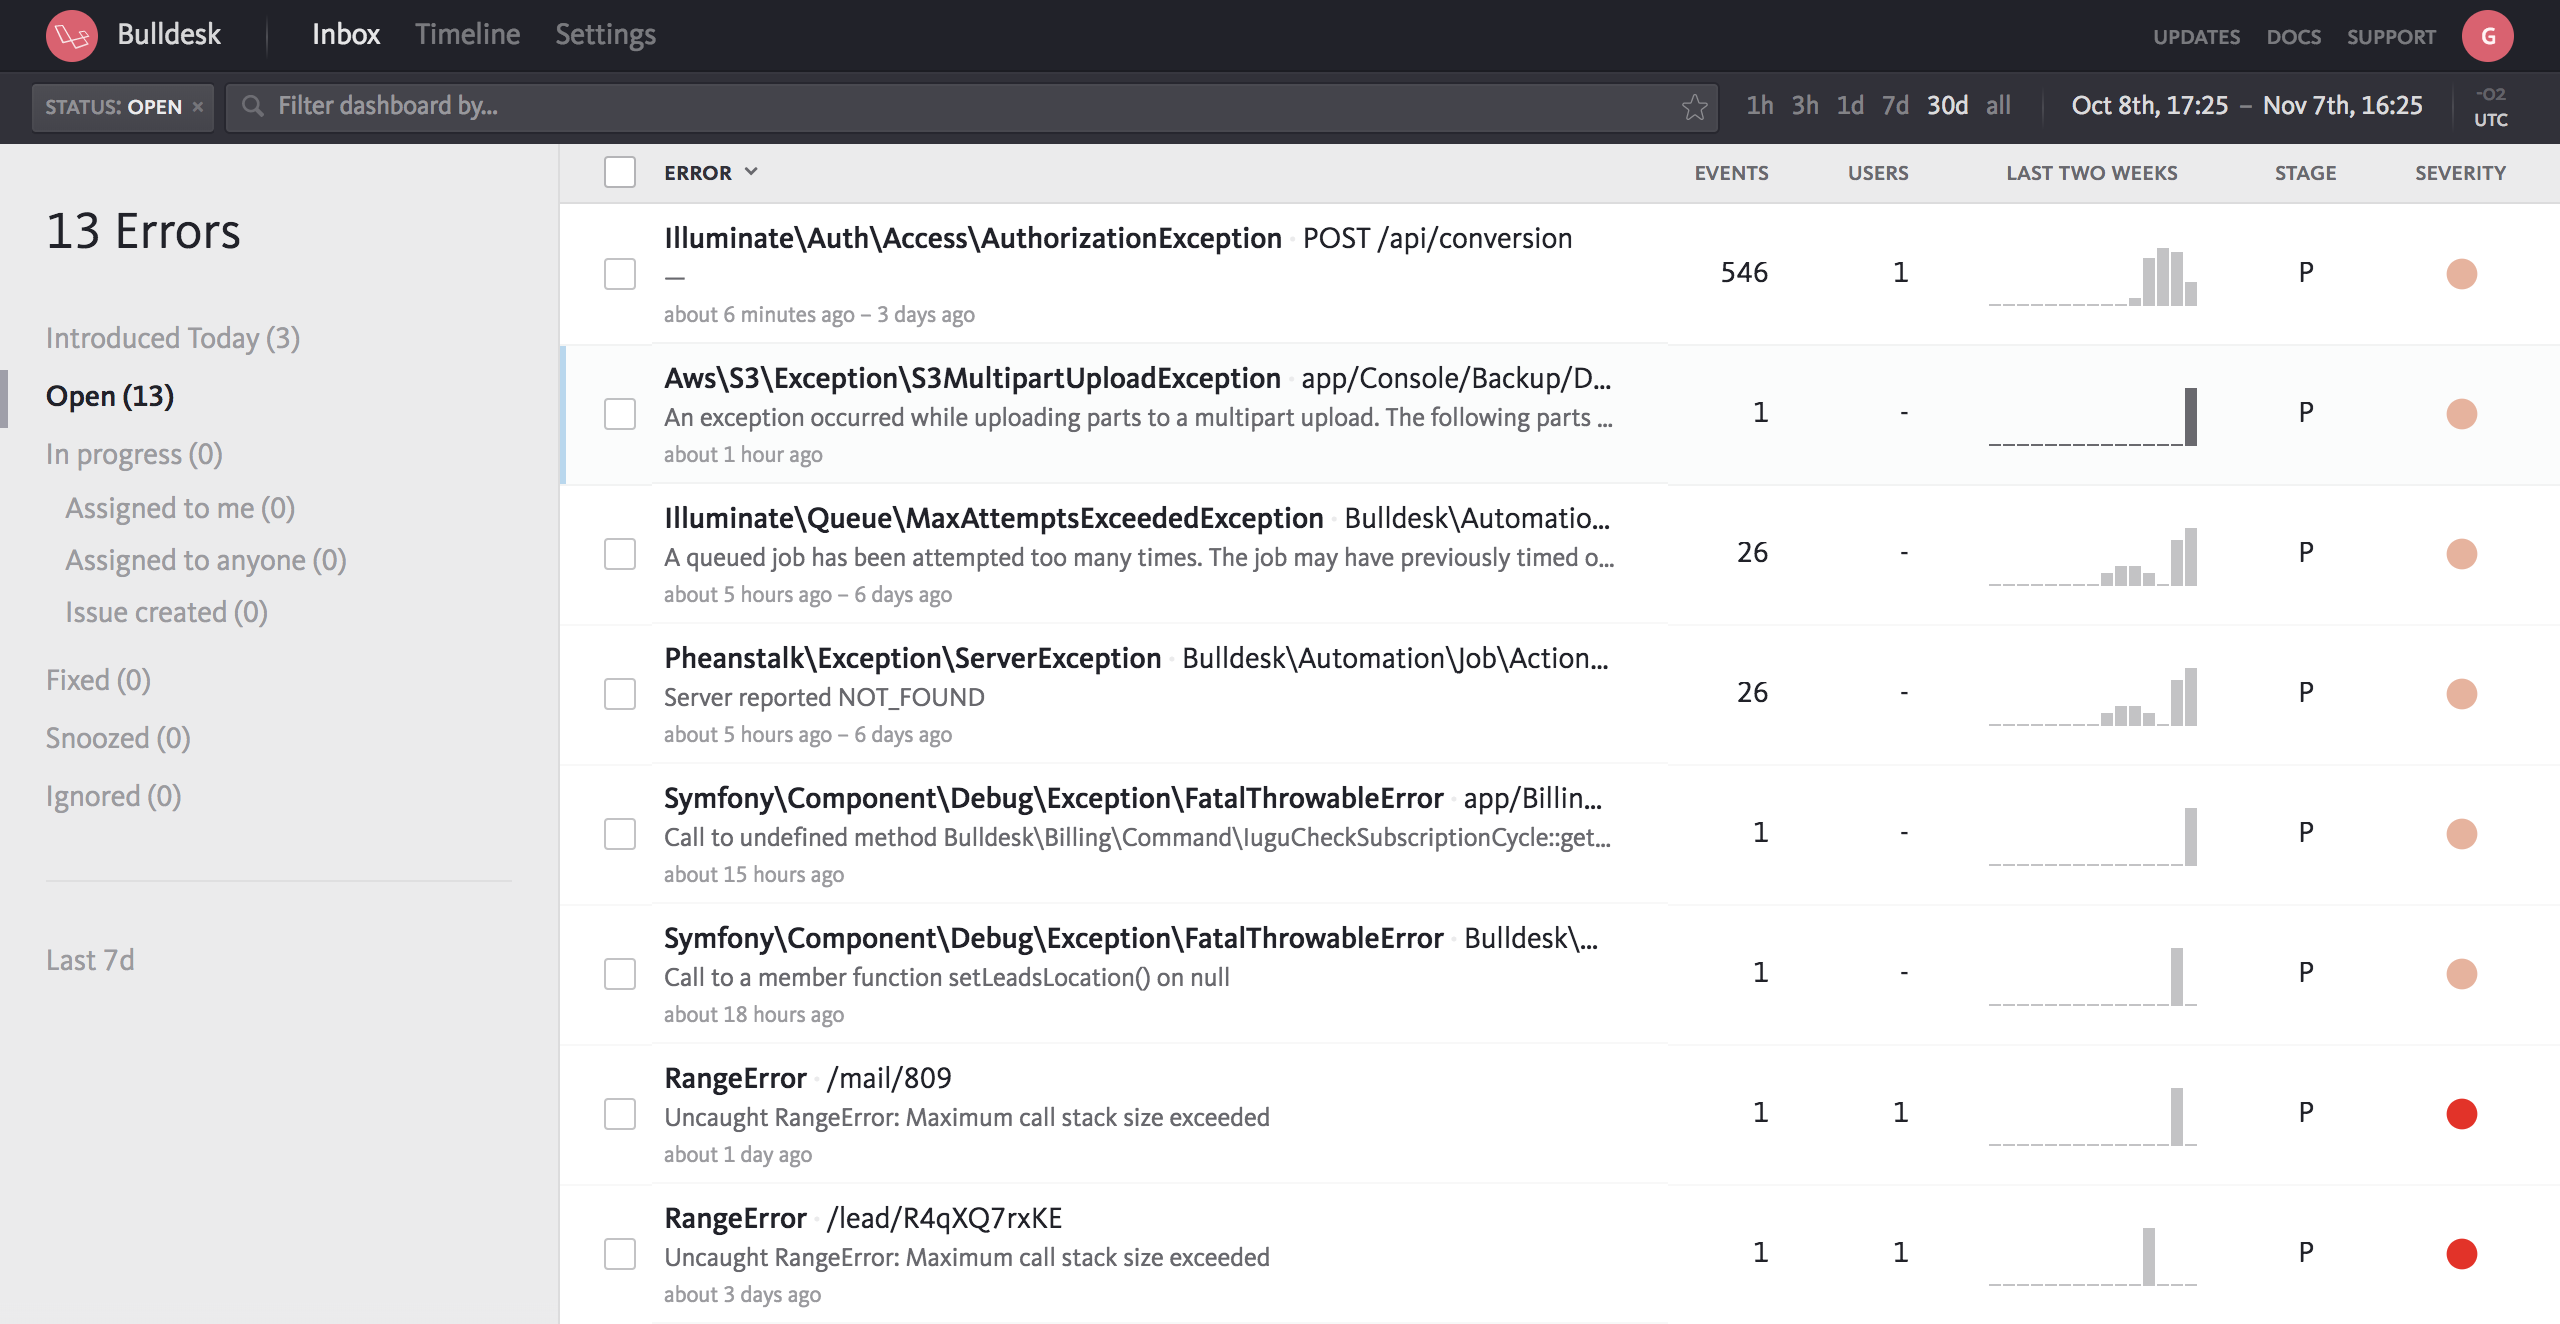 Bulldesk Inbox Timeline Settings UPDATES DOCS SUPPORT G
STATUS: OPEN × Filter dashboard by... 1h 3h 1d 7d 30d all Oct 8th, 17:25 – Nov 7th, 16:25 -02 UTC
13 Errors
Introduced Today (3)
Open (13)
In progress (0)
Assigned to me (0)
Assigned to anyone (0)
Issue created (0)
Fixed (0)
Snoozed (0)
Ignored (0)
Last 7d
ERROR EVENTS USERS LAST TWO WEEKS STAGE SEVERITY
Illuminate\Auth\Access\AuthorizationException · POST /api/conversion
—
about 6 minutes ago – 3 days ago
546 1 P
Aws\S3\Exception\S3MultipartUploadException · app/Console/Backup/D...
An exception occurred while uploading parts to a multipart upload. The following parts ...
about 1 hour ago
1 - P
Illuminate\Queue\MaxAttemptsExceededException · Bulldesk\Automatio...
A queued job has been attempted too many times. The job may have previously timed o...
about 5 hours ago – 6 days ago
26 - P
Pheanstalk\Exception\ServerException · Bulldesk\Automation\Job\Action...
Server reported NOT_FOUND
about 5 hours ago – 6 days ago
26 - P
Symfony\Component\Debug\Exception\FatalThrowableError · app/Billin...
Call to undefined method Bulldesk\Billing\Command\IuguCheckSubscriptionCycle::get...
about 15 hours ago
1 - P
Symfony\Component\Debug\Exception\FatalThrowableError · Bulldesk\...
Call to a member function setLeadsLocation() on null
about 18 hours ago
1 - P
RangeError · /mail/809
Uncaught RangeError: Maximum call stack size exceeded
about 1 day ago
1 1 P
RangeError · /lead/R4qXQ7rxKE
Uncaught RangeError: Maximum call stack size exceeded
about 3 days ago
1 1 P